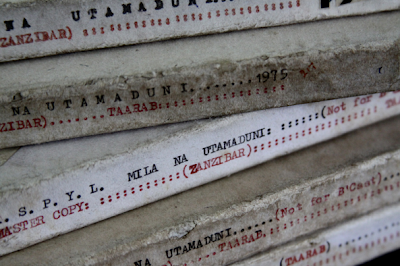 NA UTAMADUNI
(ZANZIBAR)
NA UTAMADUNI.......1975
ZIBAR).......TAARAB
. S. P. Y. L. MILA NA UTAMADUNI: ::::::(Not for
MASTER COPY: ::::::::::::(ZANZIBAR):
NA UTAMADUNI.....(Not for B'Cast)
TAARAB
(TAARAB)